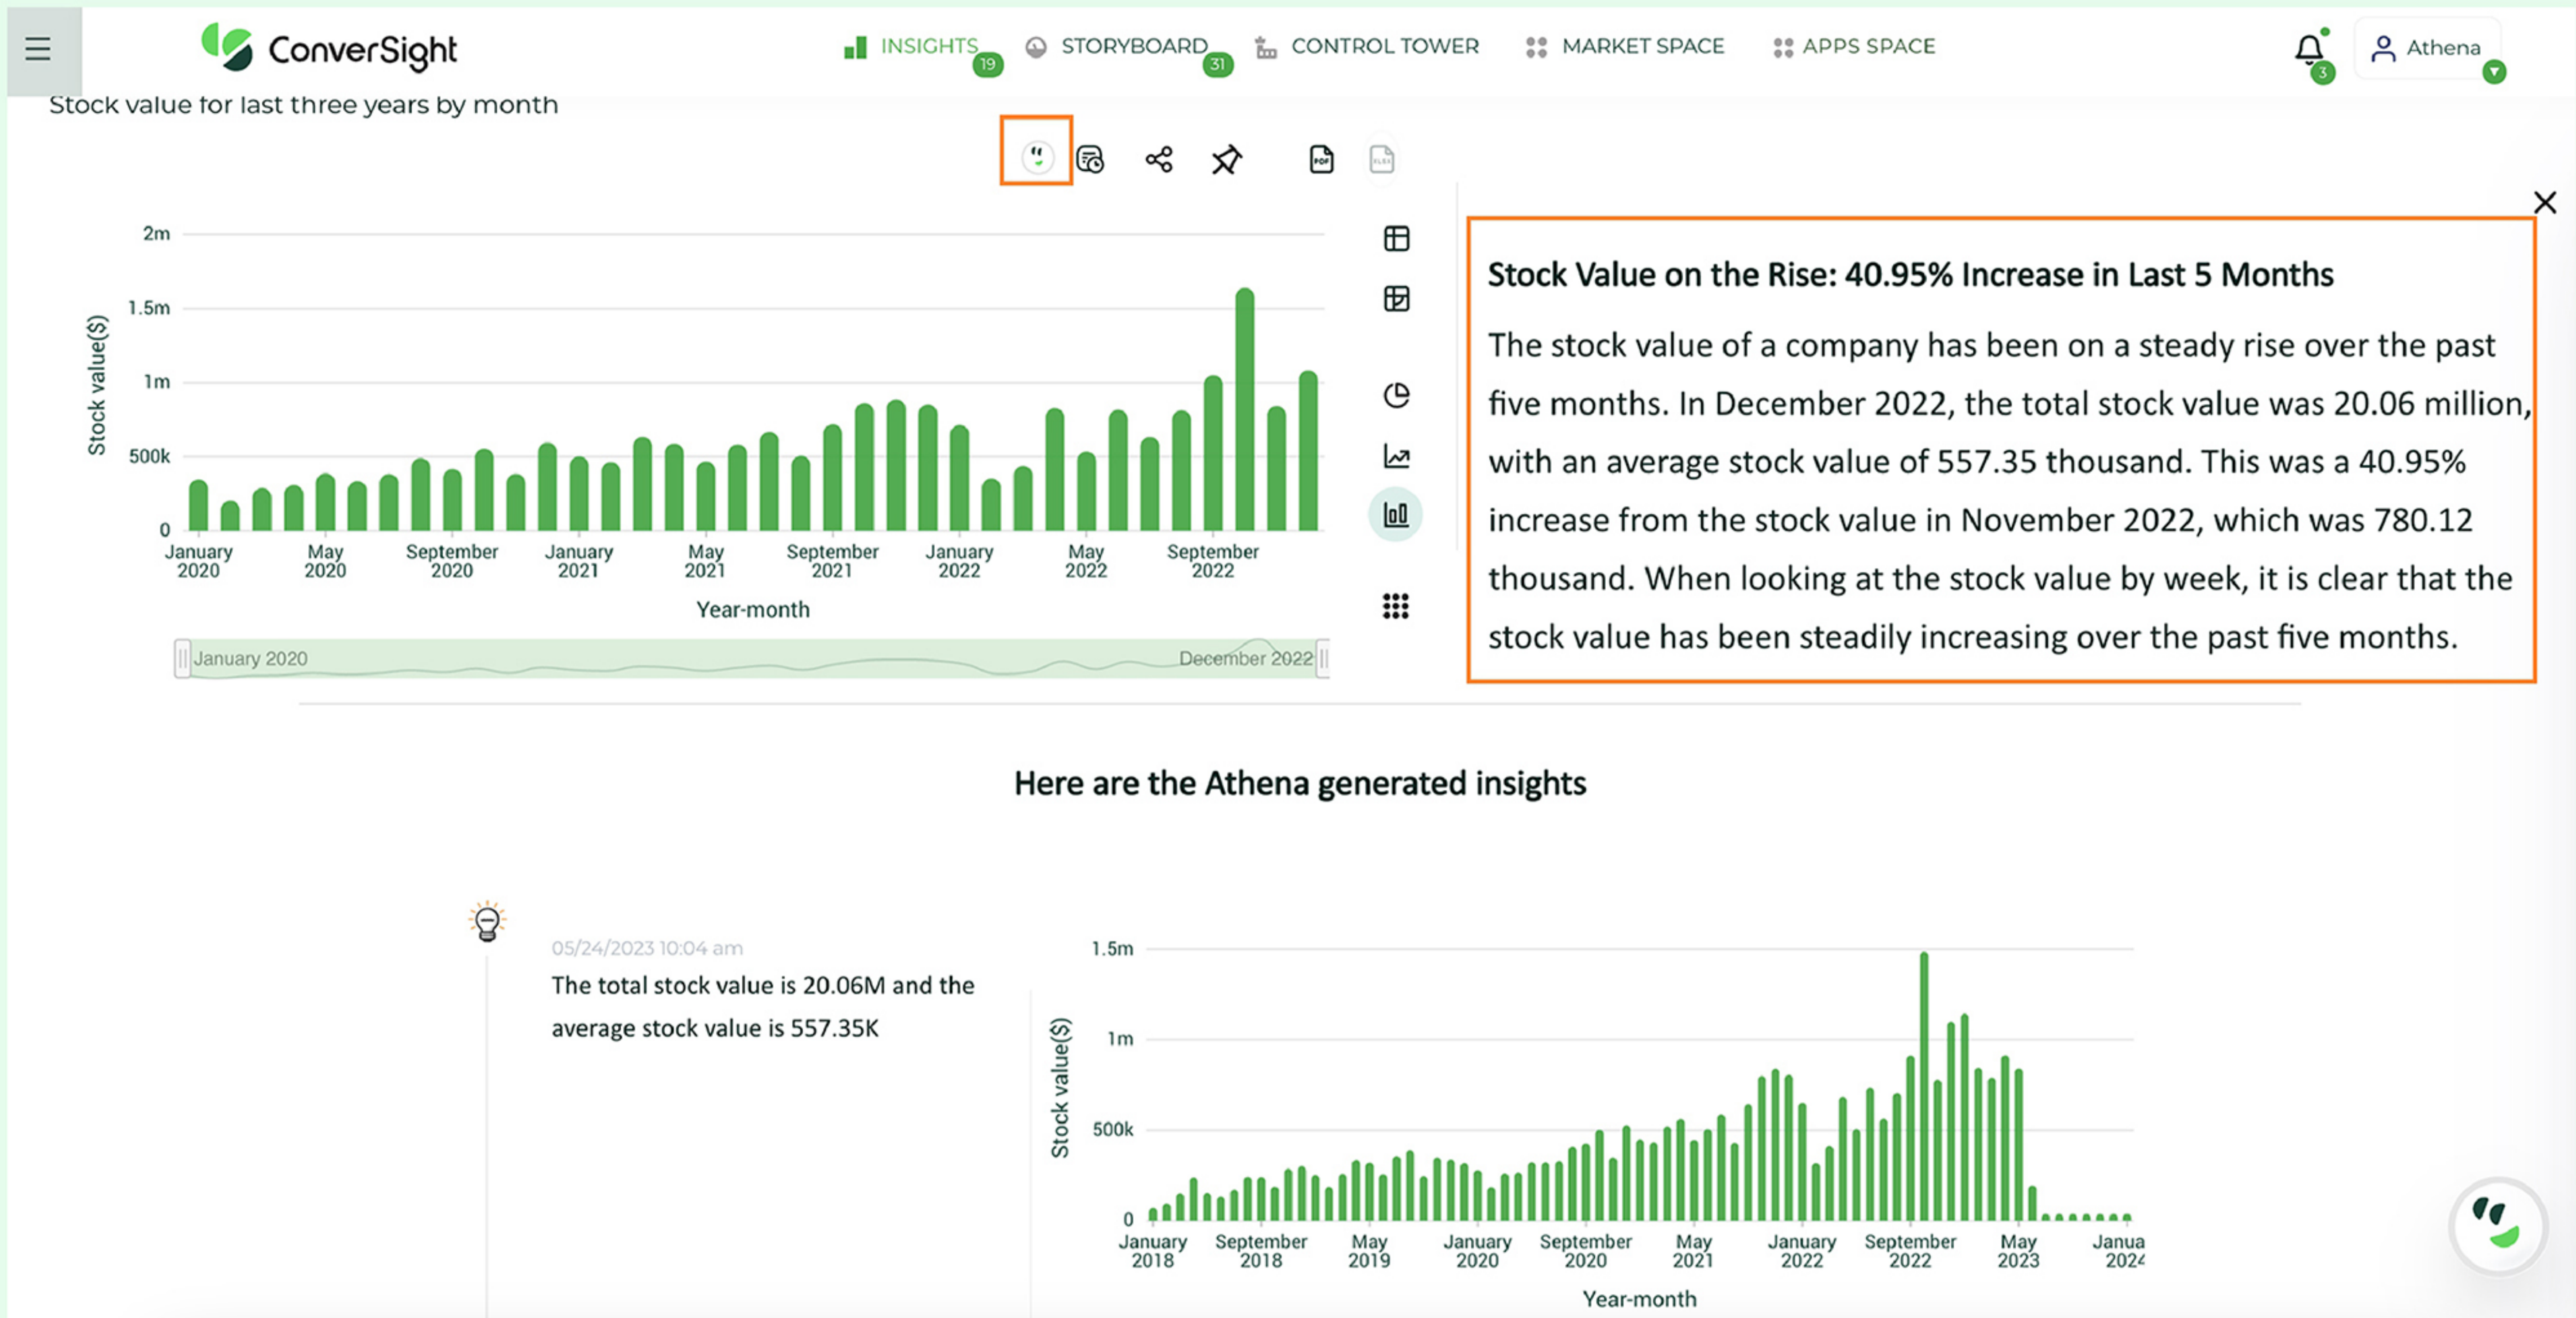 ConverSight
INSIGHTS
19
STORYBOARD
31
CONTROL TOWER
MARKET SPACE
APPS SPACE
3
Athena
Stock value for last three years by month
PDF
XLSX
2m
1.5m
1m
500k
0
Stock value($)
January
2020
May
2020
September
2020
January
2021
May
2021
September
2021
January
2022
May
2022
September
2022
Year-month
January 2020
December 2022
Stock Value on the Rise: 40.95% Increase in Last 5 Months
The stock value of a company has been on a steady rise over the past
five months. In December 2022, the total stock value was 20.06 million,
with an average stock value of 557.35 thousand. This was a 40.95%
increase from the stock value in November 2022, which was 780.12
thousand. When looking at the stock value by week, it is clear that the
stock value has been steadily increasing over the past five months.
Here are the Athena generated insights
05/24/2023 10:04 am
The total stock value is 20.06M and the
average stock value is 557.35K
1.5m
1m
500k
0
Stock value($)
January
2018
September
2018
May
2019
January
2020
September
2020
May
2021
January
2022
September
2022
May
2023
Janua
2024
Year-month